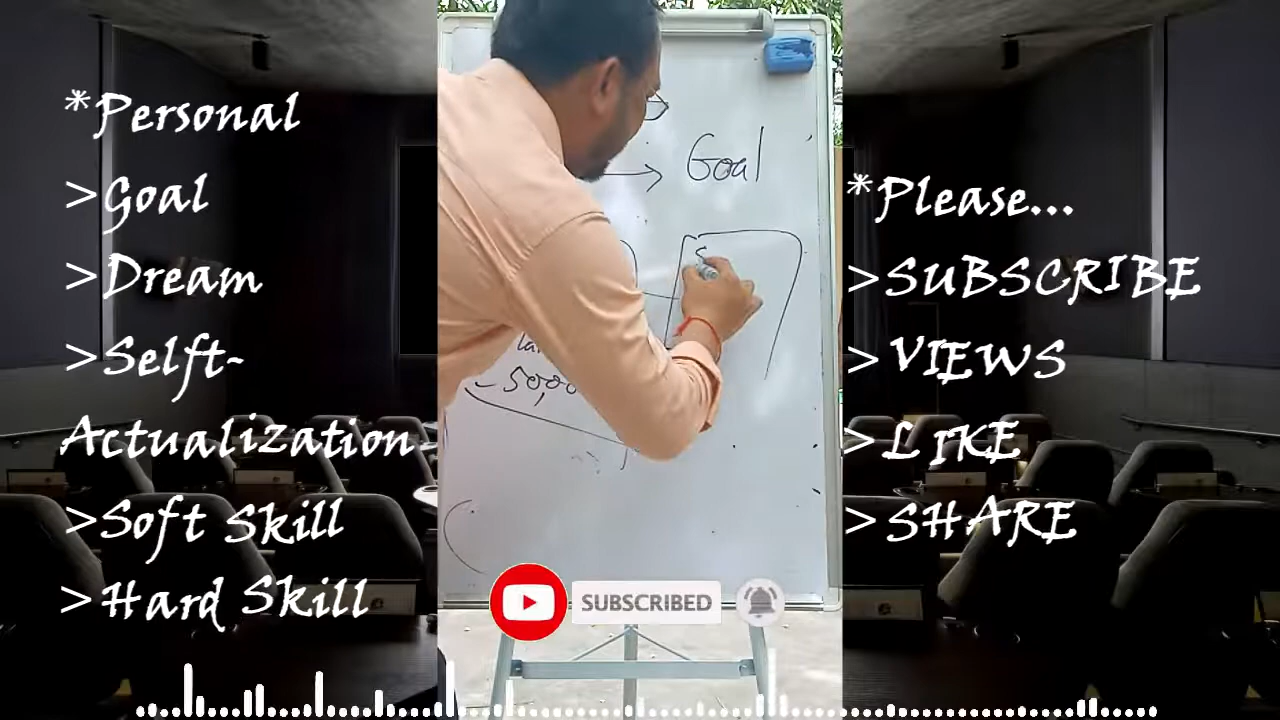 *Personal
>Goal
>Dream
>Selft-
Actualization-
>Soft Skill
>Hard Skill
Goal
S
SUBSCRIBED
*Please...
>SUBSCRIBE
>VIEWS
>LIKE
>SHARE